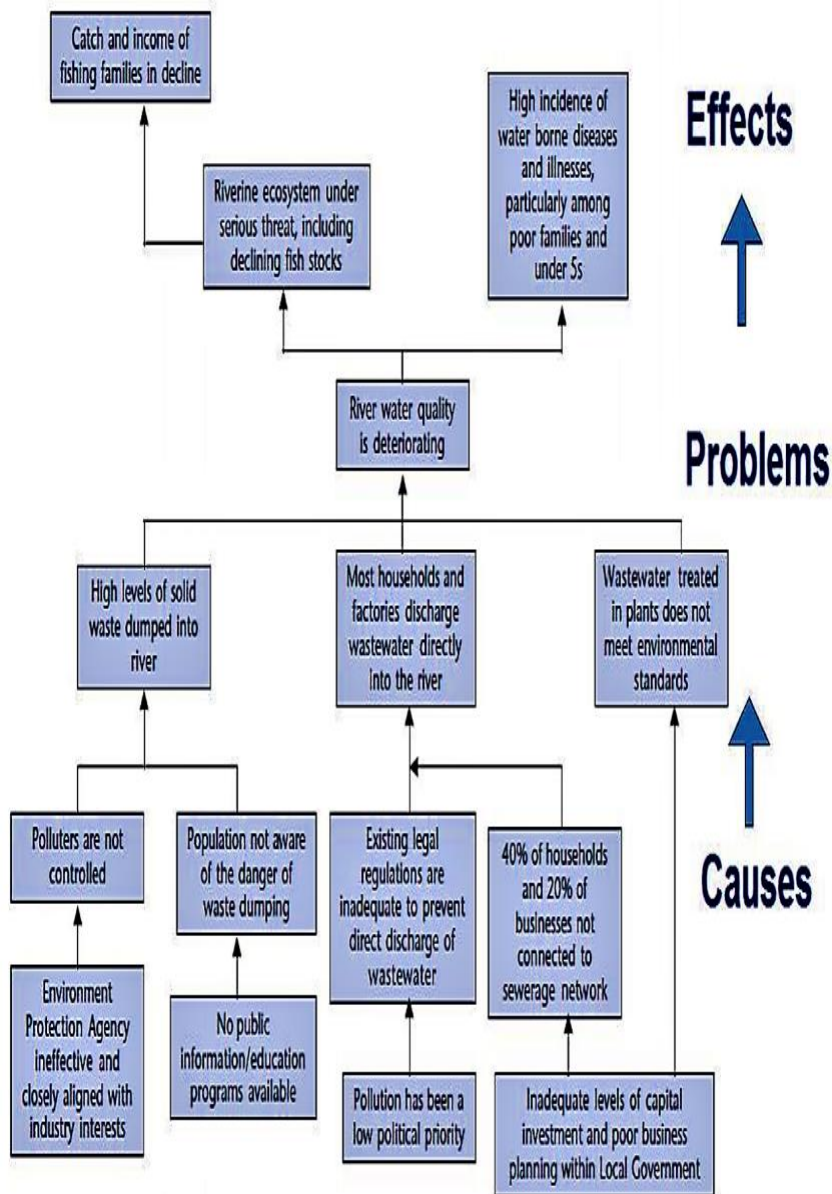 Catch and income of
fishing families in decline
High incidence of
water borne diseases
and illnesses,
particularly among
poor families and
under 5s
Effects
Riverine ecosystem under
serious threat, including
declining fish stocks
River water quality
is deteriorating
Problems
High levels of solid
waste dumped into
river
Most households and
factories discharge
wastewater directly
into the river
Wastewater treated
in plants does not
meet environmental
standards
Polluters are not
controlled
Population not aware
of the danger of
waste dumping
Existing legal
regulations are
inadequate to prevent
direct discharge of
wastewater
40% of households
and 20% of
businesses not
connected to
sewerage network
Causes
Environment
Protection Agency
ineffective and
closely aligned with
industry interests
No public
information/education
programs available
Pollution has been a
low political priority
Inadequate levels of capital
investment and poor business
planning within Local Government